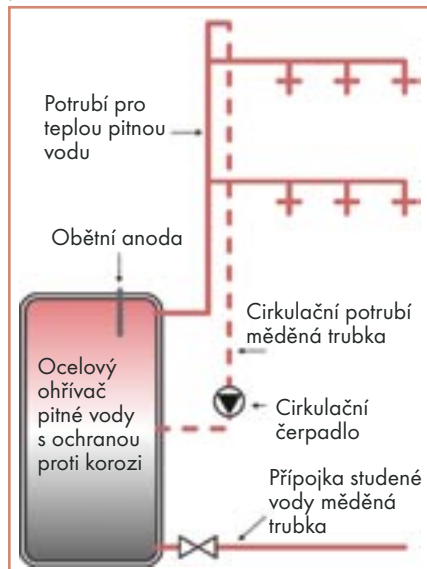 Potrubí pro
teplou pitnou
vodu
Obětní anoda
Ocelový
ohřívač
pitné vody
s ochranou
proti korozi
Cirkulační potrubí
měděná trubka
Cirkulační
čerpadlo
Přípojka studené
vody měděná
trubka